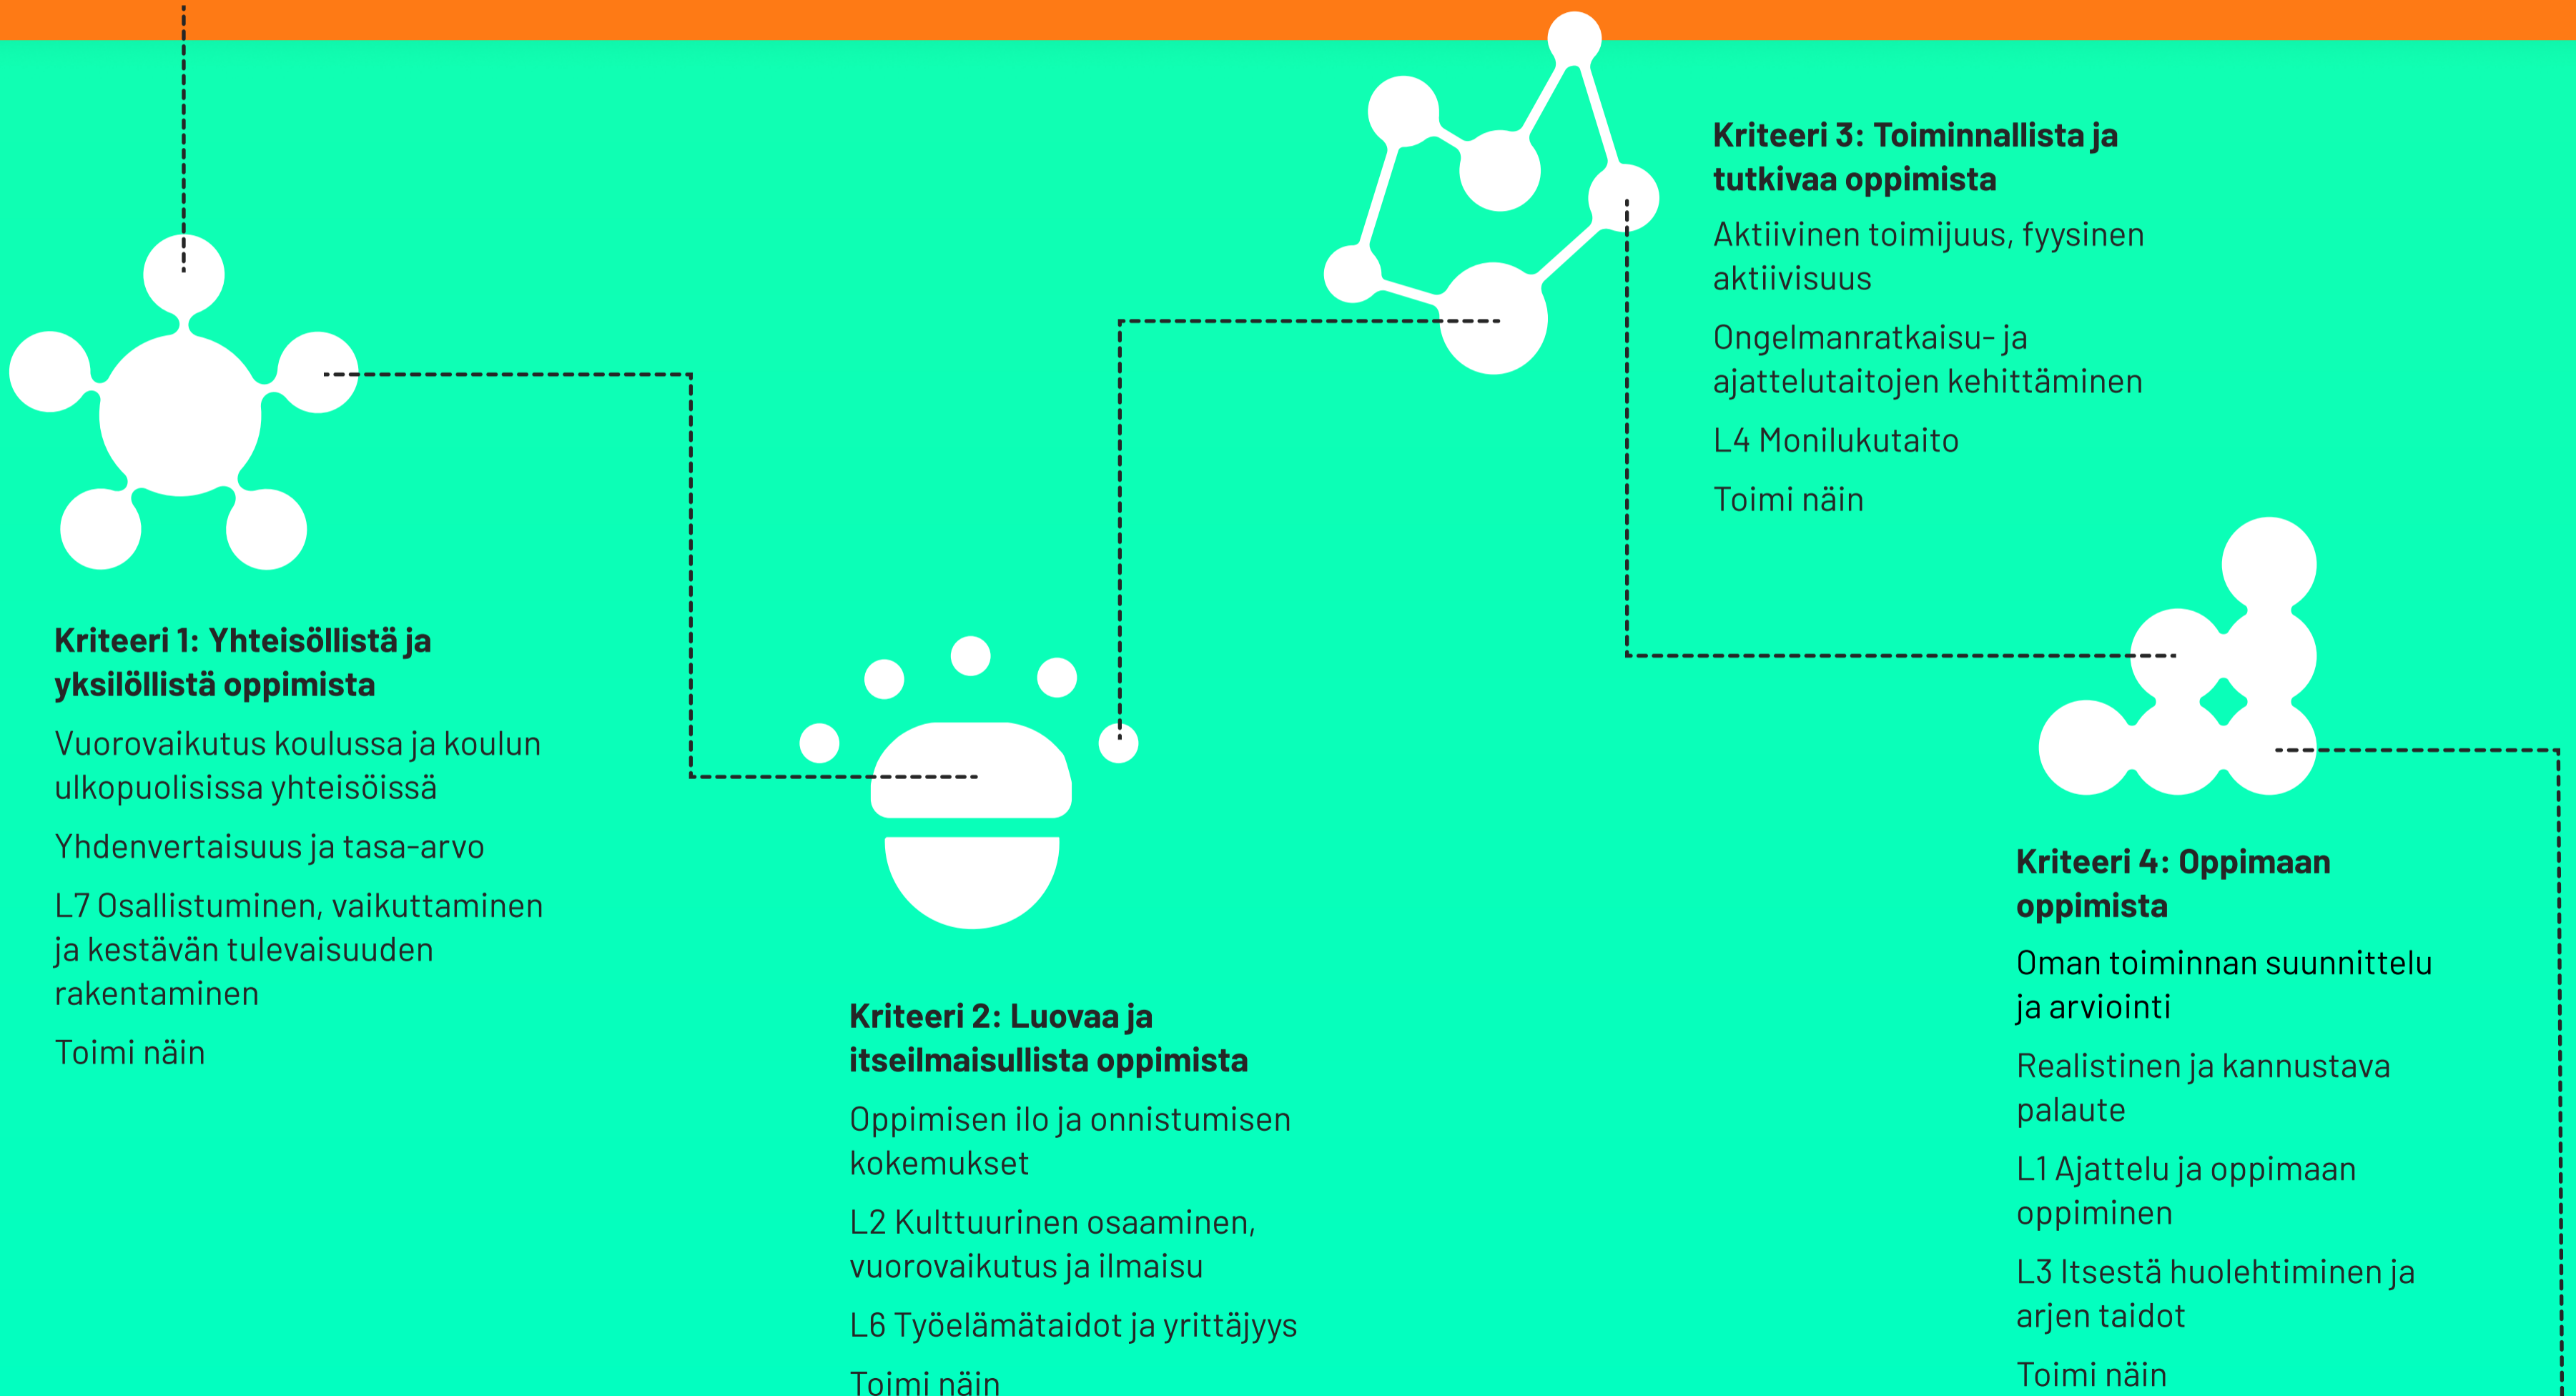 Kriteeri 1: Yhteisöllistä ja
yksilöllistä oppimista
Vuorovaikutus koulussa ja koulun
ulkopuolisissa yhteisöissä
Yhdenvertaisuus ja tasa-arvo
L7 Osallistuminen, vaikuttaminen
ja kestävän tulevaisuuden
rakentaminen
Toimi näin
Kriteeri 2: Luovaa ja
itseilmaisullista oppimista
Oppimisen ilo ja onnistumisen
kokemukset
L2 Kulttuurinen osaaminen,
vuorovaikutus ja ilmaisu
L6 Työelämätaidot ja yrittäjyys
Toimi näin
Kriteeri 3: Toiminnallista ja
tutkivaa oppimista
Aktiivinen toimijuus, fyysinen
aktiivisuus
Ongelmanratkaisu- ja
ajattelutaitojen kehittäminen
L4 Monilukutaito
Toimi näin
Kriteeri 4: Oppimaan
oppimista
Oman toiminnan suunnittelu
ja arviointi
Realistinen ja kannustava
palaute
L1 Ajattelu ja oppimaan
oppiminen
L3 Itsestä huolehtiminen ja
arjen taidot
Toimi näin